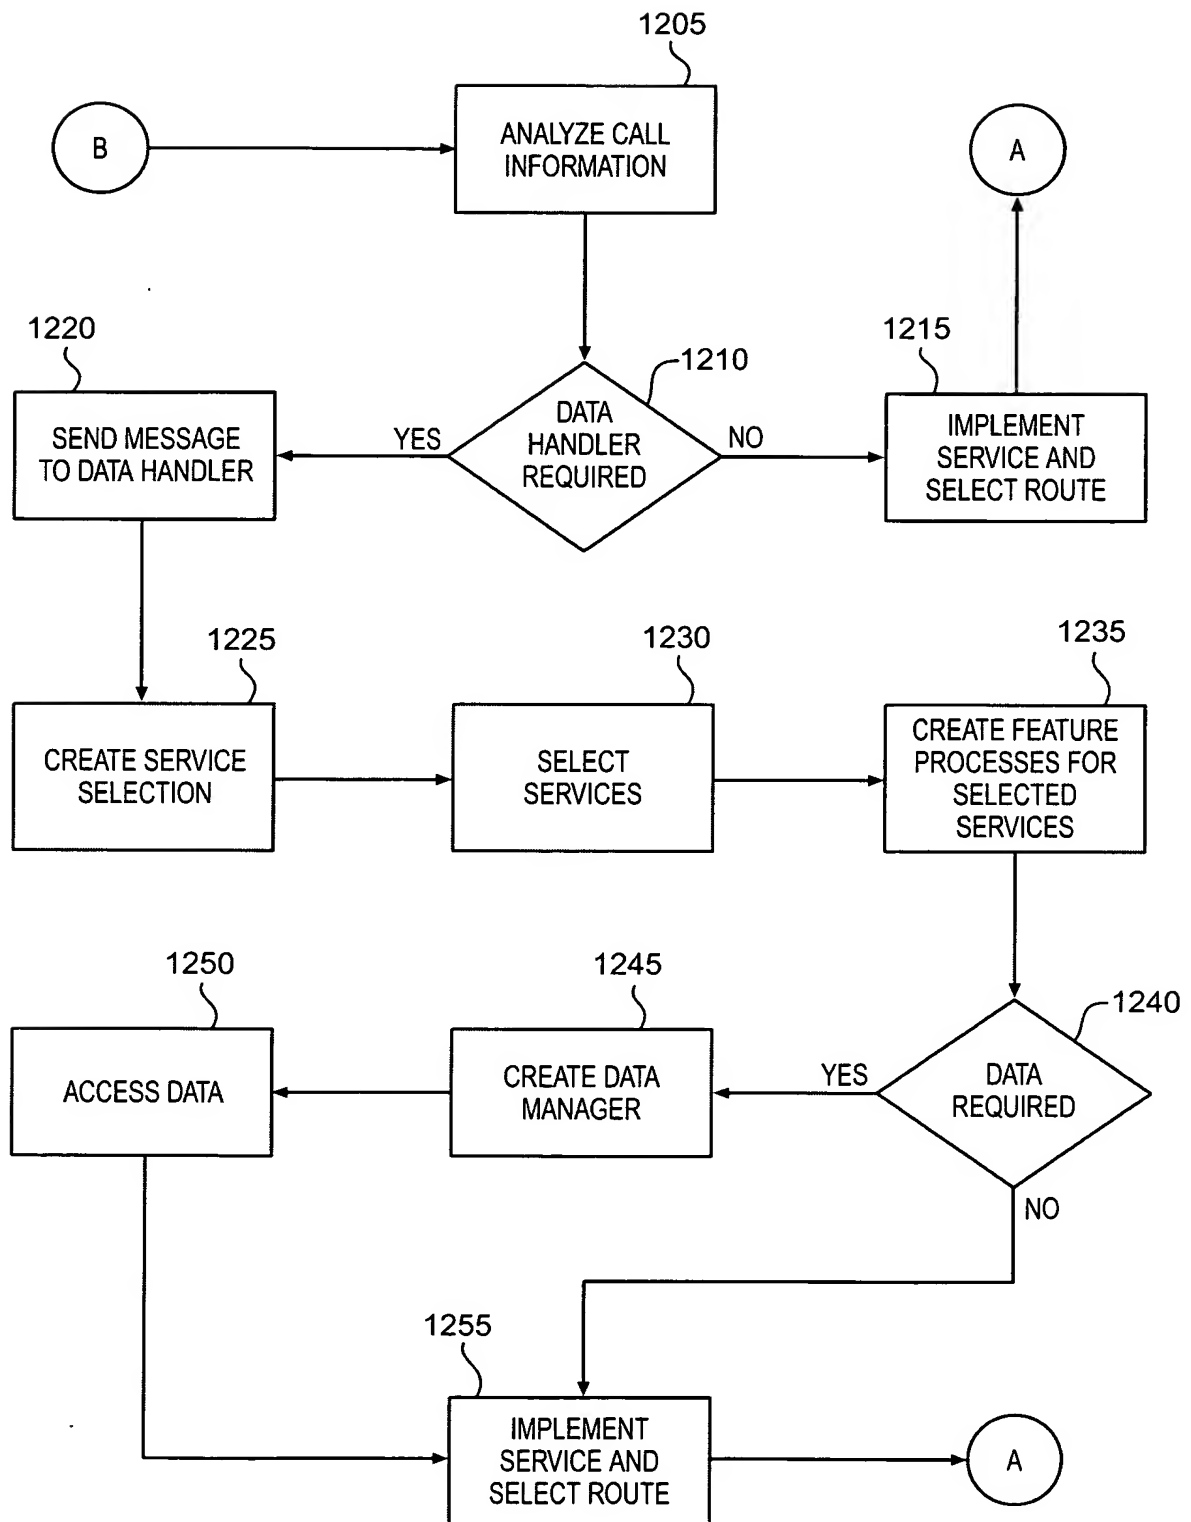 1205
B
ANALYZE CALL
INFORMATION
A
1220
1210
1215
SEND MESSAGE
TO DATA HANDLER
YES
DATA
HANDLER
REQUIRED
NO
IMPLEMENT
SERVICE AND
SELECT ROUTE
1225
1230
1235
CREATE SERVICE
SELECTION
SELECT
SERVICES
CREATE FEATURE
PROCESSES FOR
SELECTED
SERVICES
1250
1245
1240
ACCESS DATA
CREATE DATA
MANAGER
YES
DATA
REQUIRED
NO
1255
IMPLEMENT
SERVICE AND
SELECT ROUTE
A